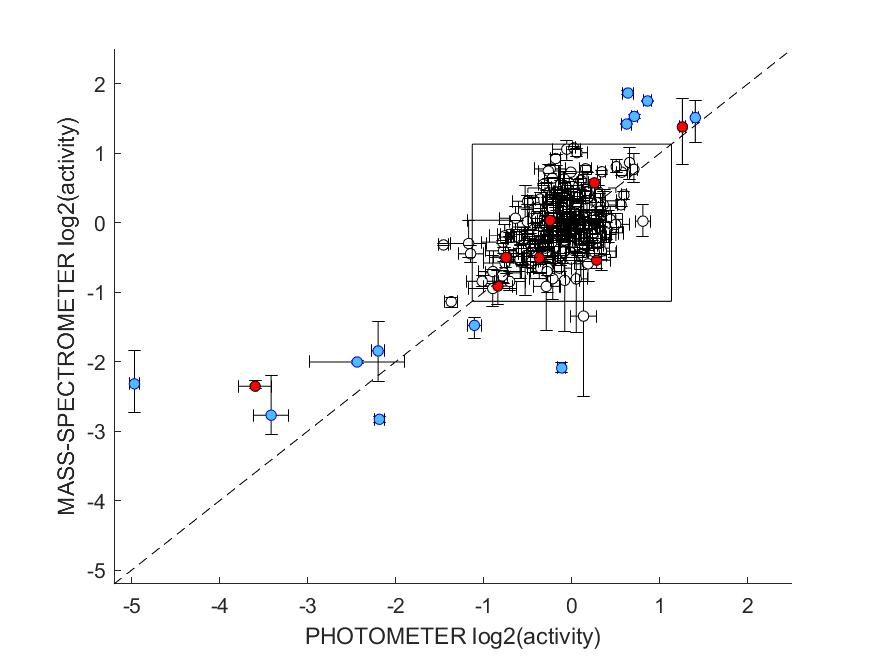 MASS-SPECTROMETER log2(activity)
2
1
0
-1
-2
-3
-4
-5
-5 -4 -3 -2 -1 0 1 2
PHOTOMETER log2(activity)